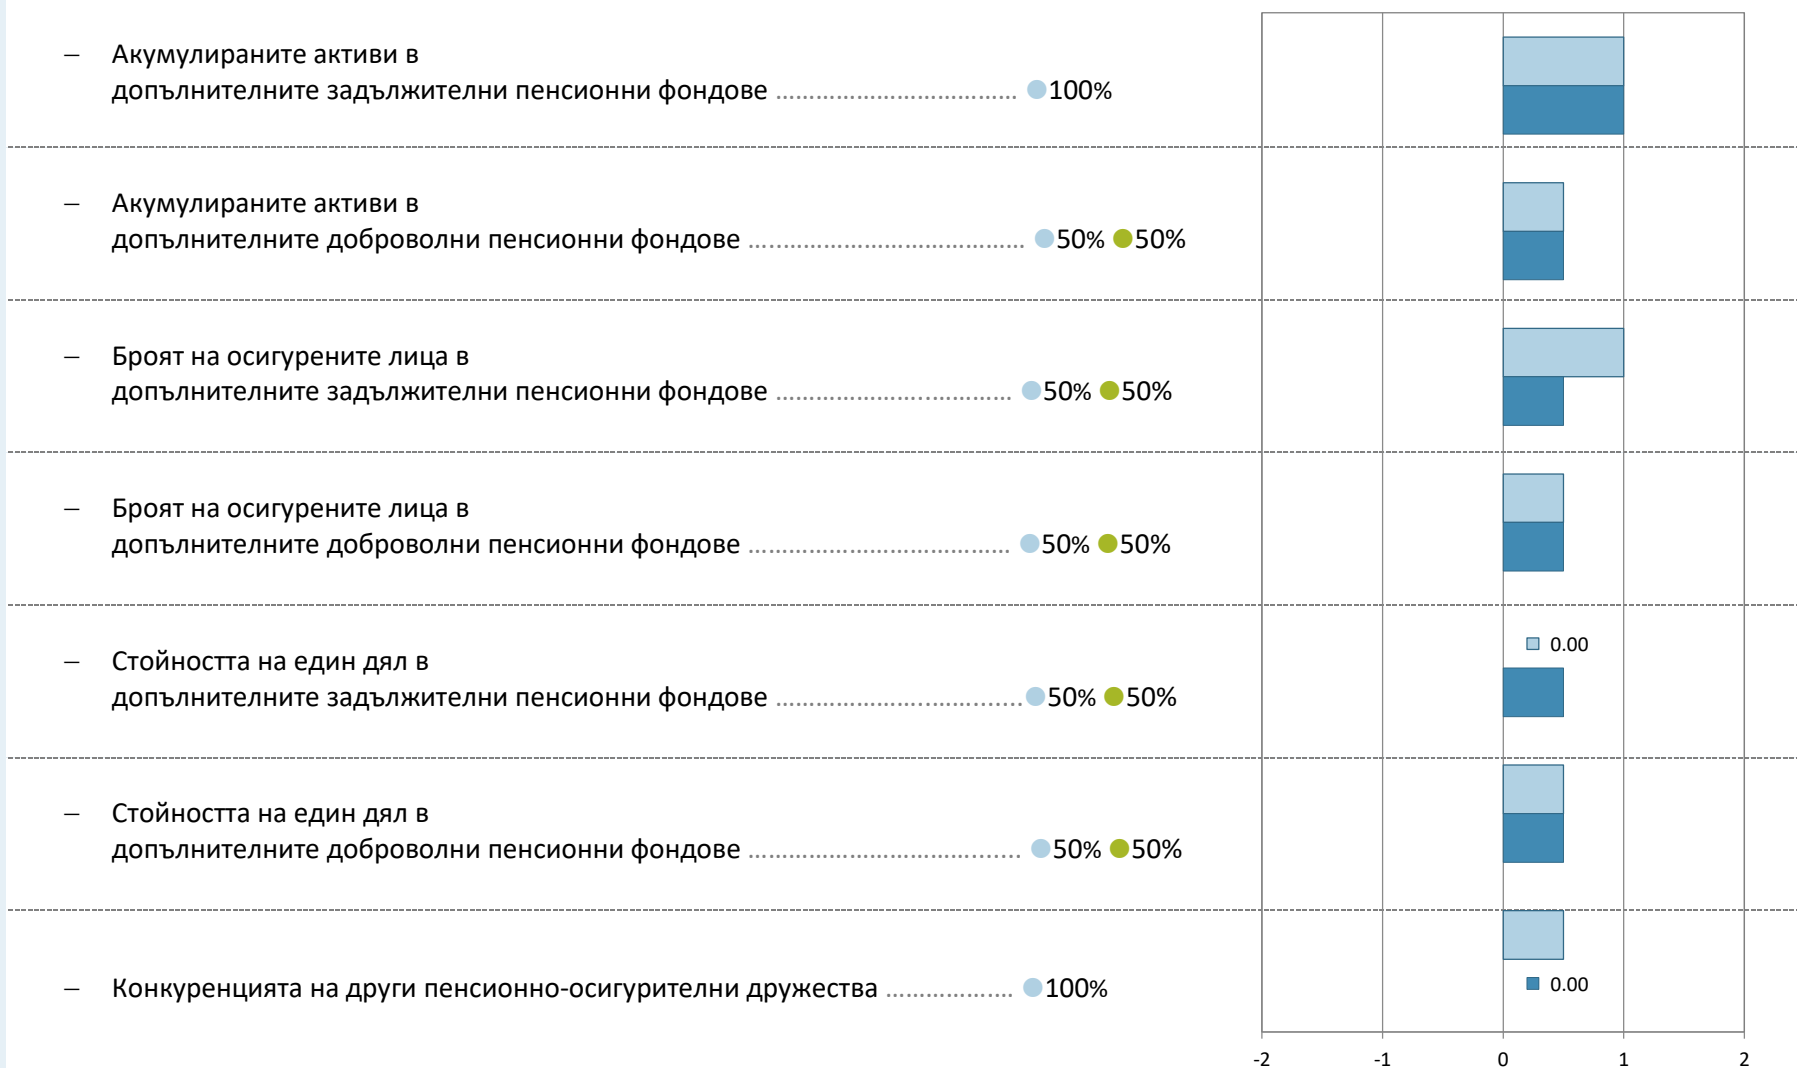 – Акумулираните активи в
допълнителните задължителни пенсионни фондове .................................. 100%
– Акумулираните активи в
допълнителните доброволни пенсионни фондове ....................................... 50% 50%
– Броят на осигурените лица в
допълнителните задължителни пенсионни фондове .................................. 50% 50%
– Броят на осигурените лица в
допълнителните доброволни пенсионни фондове ..................................... 50% 50%
0.00
– Стойността на един дял в
допълнителните задължителни пенсионни фондове ................................... 50% 50%
– Стойността на един дял в
допълнителните доброволни пенсионни фондове ....................................... 50% 50%
– Конкуренцията на други пенсионно-осигурителни дружества .................. 100%
0.00
-2 -1 0 1 2